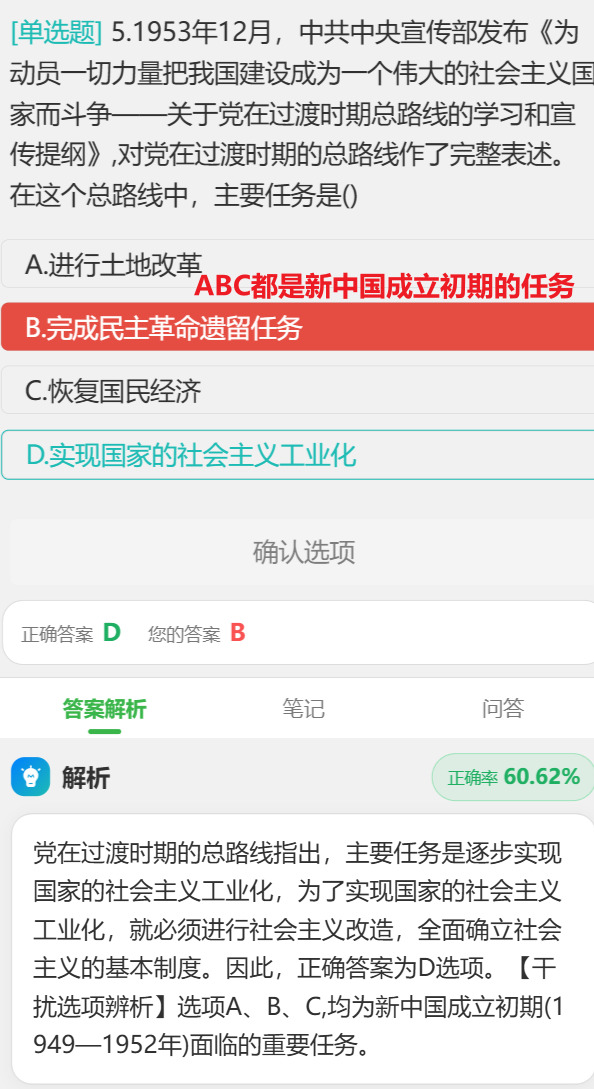 [单选题] 5.1953年12月，中共中央宣传部发布《为
动员一切力量把我国建设成为一个伟大的社会主义国
家而斗争——关于党在过渡时期总路线的学习和宣
传提纲》,对党在过渡时期的总路线作了完整表述。
在这个总路线中，主要任务是()
A.进行土地改革
ABC都是新中国成立初期的任务
B.完成民主革命遗留任务
C.恢复国民经济
D.实现国家的社会主义工业化
确认选项
正确答案 D 您的答案 B
答案解析 笔记 问答
解析 正确率 60.62%
党在过渡时期的总路线指出，主要任务是逐步实现
国家的社会主义工业化，为了实现国家的社会主义
工业化，就必须进行社会主义改造，全面确立社会
主义的基本制度。因此，正确答案为D选项。【干
扰选项辨析】选项A、B、C,均为新中国成立初期(1
949—1952年)面临的重要任务。